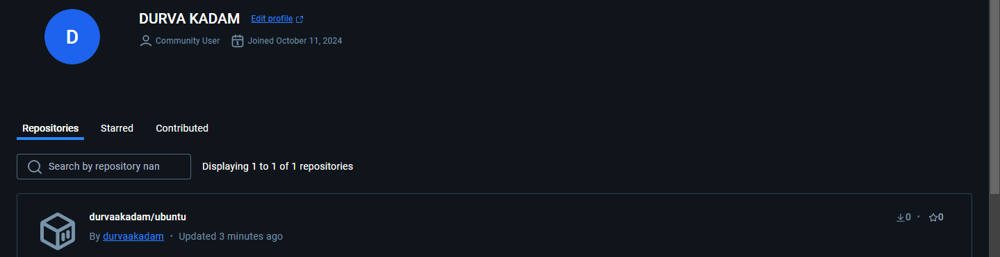 D
DURVA KADAM Edit profile
Community User Joined October 11, 2024
Repositories Starred Contributed
Search by repository nan Displaying 1 to 1 of 1 repositories
durvaakadam/ubuntu 0 • 0
By durvaakadam • Updated 3 minutes ago